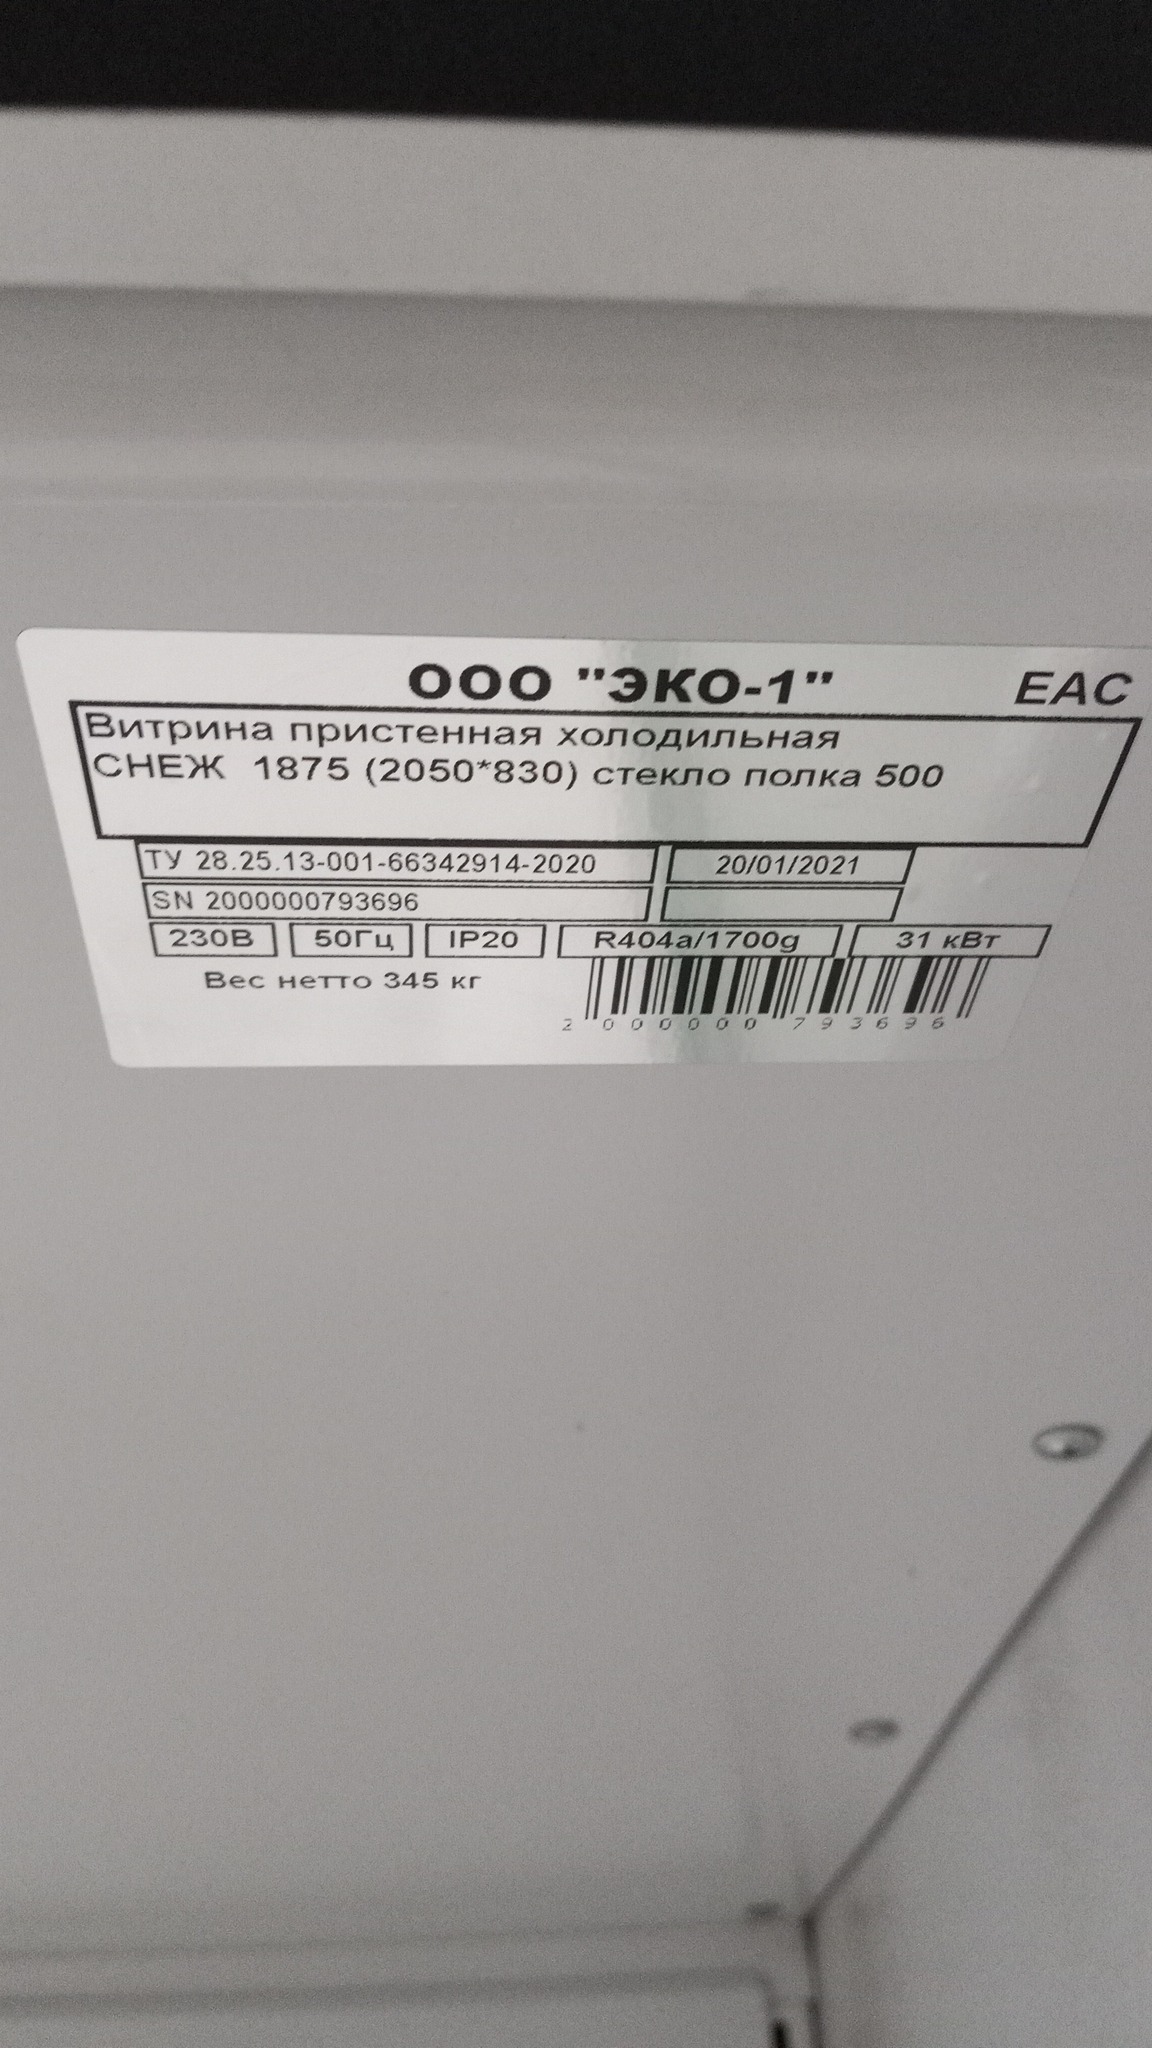 ООО "ЭКО-1" ЕАС
Витрина пристенная холодильная
СНЕЖ 1875 (2050*830) стекло полка 500
ТУ 28.25.13-001-66342914-2020 20/01/2021
SN 2000000793696
230В 50Гц IP20 R404a/1700g 31 кВт
Вес нетто 345 кг
2 000000 793696